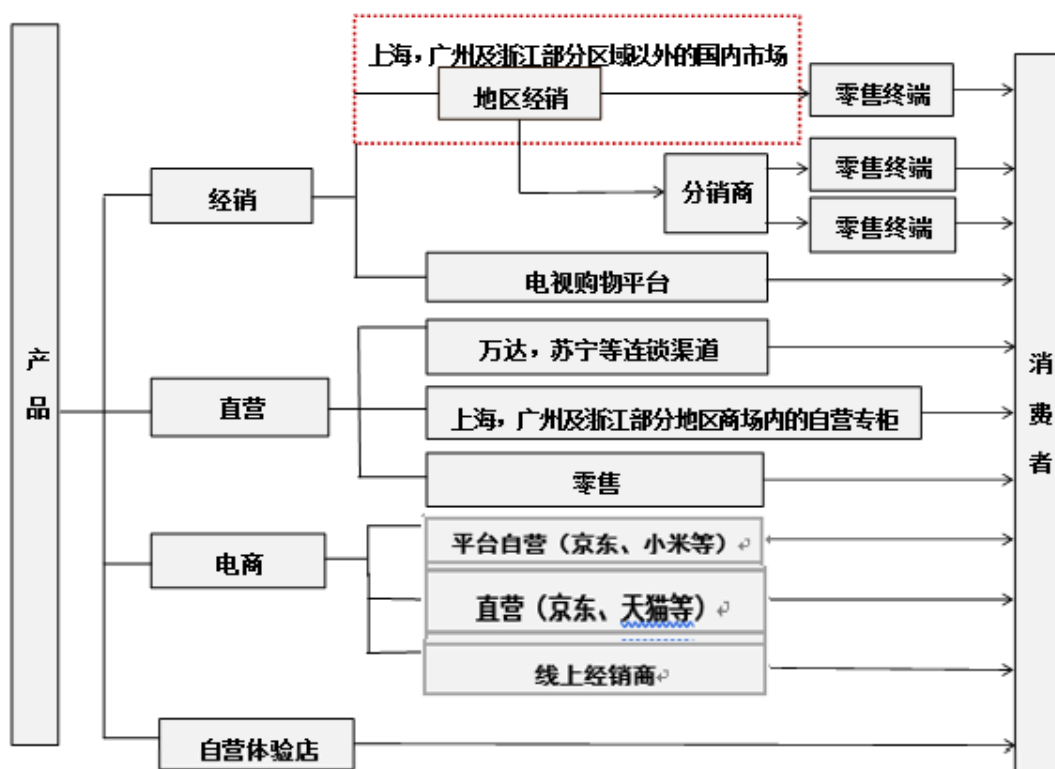 上海，广州及浙江部分区域以外的国内市场
地区经销
零售终端
经销
分销商
零售终端
零售终端
电视购物平台
产品
直营
万达，苏宁等连锁渠道
上海，广州及浙江部分地区商场内的自营专柜
零售
消费者
电商
平台自营（京东、小米等）
直营（京东、天猫等）
线上经销商
自营体验店